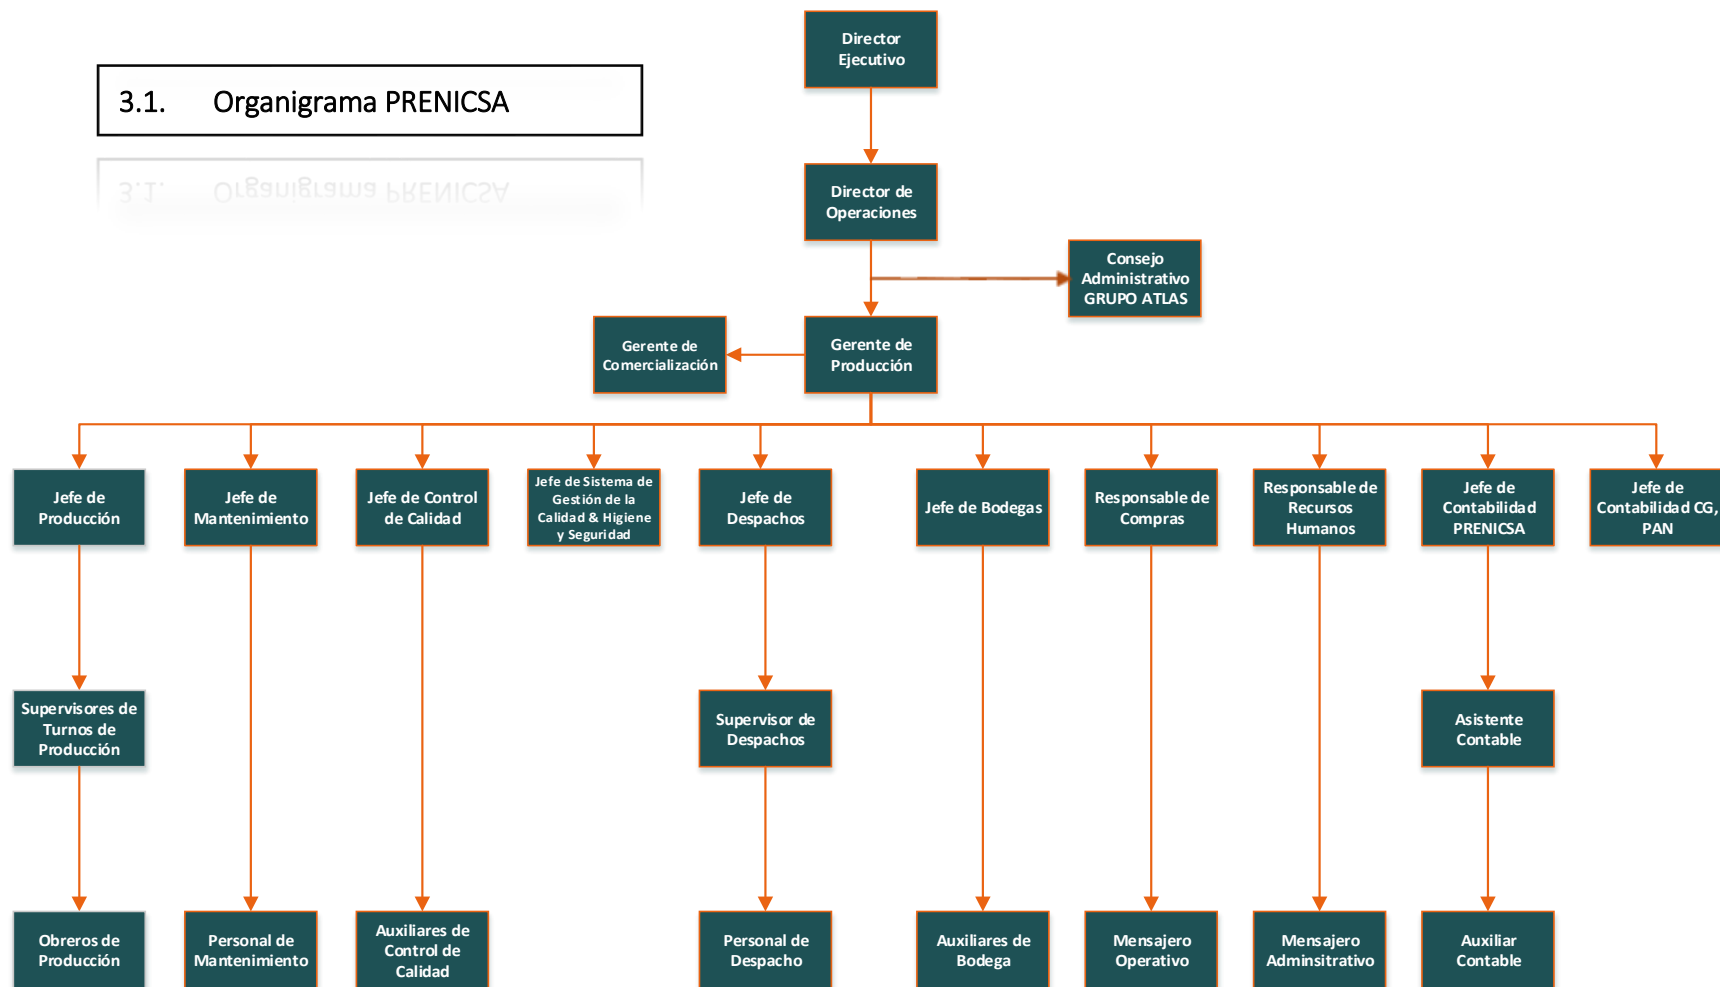 Director
Ejecutivo
3.1. Organigrama PRENICSA
Director de
Operaciones
Consejo
Administrativo
GRUPO ATLAS
Gerente de
Comercialización
Gerente de
Producción
Jefe de
Producción
Jefe de
Mantenimiento
Jefe de Control
de Calidad
Jefe de Sistema de
Gestión de la
Calidad & Higiene
y Seguridad
Jefe de
Despachos
Jefe de Bodegas
Responsable de
Compras
Responsable de
Recursos
Humanos
Jefe de
Contabilidad
PRENICSA
Jefe de
Contabilidad CG,
PAN
Supervisores de
Turnos de
Producción
Supervisor de
Despachos
Asistente
Contable
Obreros de
Producción
Personal de
Mantenimiento
Auxiliares de
Control de
Calidad
Personal de
Despacho
Auxiliares de
Bodega
Mensajero
Operativo
Mensajero
Adminsitrativo
Auxiliar
Contable